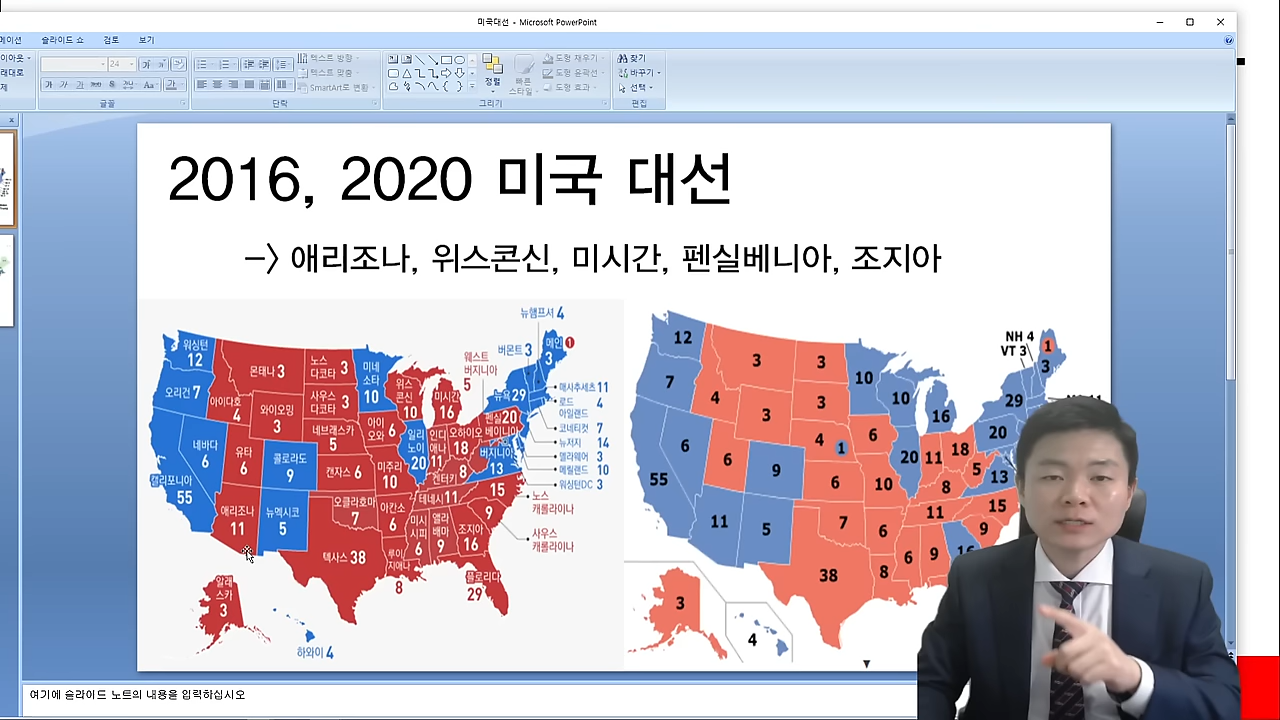 미국대선 - Microsoft PowerPoint
메이션 슬라이드 쇼 검토 보기
이아웃 24 가 가 텍스트 방향 도형 채우기 찾기
래대로 텍스트 맞춤 정렬 빠른 스타일 도형 윤곽선 바꾸기
제 가 가 가 SmartArt로 변환 도형 효과 선택
글꼴 단락 그리기 편집
2016, 2020 미국 대선
-> 애리조나, 위스콘신, 미시간, 펜실베니아, 조지아
뉴햄프셔 4
워싱턴 12
오리건 7
캘리포니아 55
네바다 6
아이다호 4
몬태나 3
와이오밍 3
유타 6
콜로라도 9
애리조나 11
뉴멕시코 5
노스 다코타 3
사우스 다코타 3
네브래스카 5
캔자스 6
오클라호마 7
텍사스 38
미네소타 10
아이오와 6
미주리 10
아칸소 6
루이지애나 8
위스콘신 10
일리노이 20
미시간 16
인디애나 11
오하이오 18
켄터키 8
테네시 11
미시시피 6
앨라배마 9
조지아 16
플로리다 29
웨스트 버지니아 5
버지니아 13
펜실베이니아 20
뉴욕 29
버몬트 3
메인 1
3
매사추세츠 11
로드 아일랜드 4
코네티컷 7
뉴저지 14
델라웨어 3
메릴랜드 10
워싱턴DC 3
15 노스 캐롤라이나
9 사우스 캐롤라이나
알래스카 3
하와이 4
NH 4
VT 3
1
3
12
7
55
6
4
3
3
6
9
11
5
3
3
4 1
6
7
38
10
6
10
6
8
10
20
16
11
18
8
11
6
9
5
13
15
9
16
20
29
3
4
여기에 슬라이드 노트의 내용을 입력하십시오